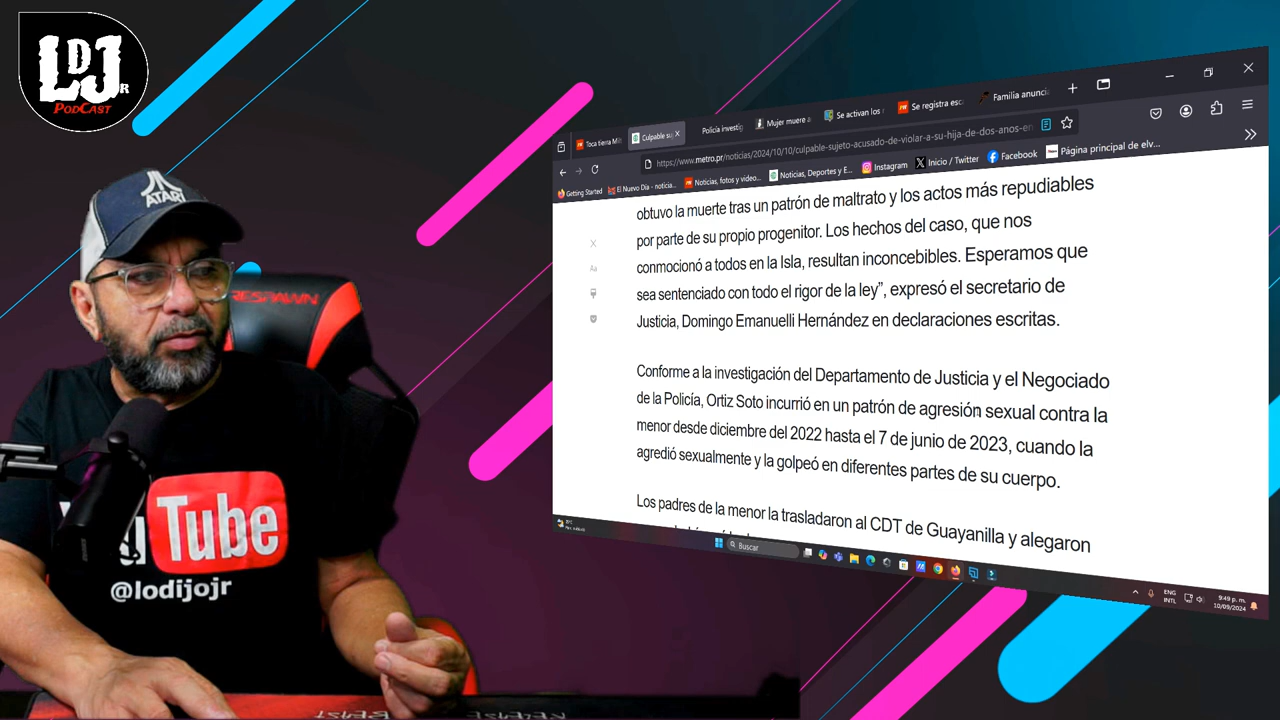 LDJR
PodCast
ATARI
RESPAWN
YouTube
@lodijojr
Toca tierra Mil
Culpable su
Policía investig
Mujer muere a
Se activan los
Se registra esc
Familia anunci
https://www.metro.pr/noticias/2024/10/10/culpable-sujeto-acusado-de-violar-a-su-hija-de-dos-anos-en
Getting Started
El Nuevo Día - noticia...
Noticias, fotos y video...
Noticias, Deportes y E...
Instagram
Inicio / Twitter
Facebook
Página principal de elv...
obtuvo la muerte tras un patrón de maltrato y los actos más repudiables
por parte de su propio progenitor. Los hechos del caso, que nos
conmocionó a todos en la Isla, resultan inconcebibles. Esperamos que
sea sentenciado con todo el rigor de la ley”, expresó el secretario de
Justicia, Domingo Emanuelli Hernández en declaraciones escritas.
Conforme a la investigación del Departamento de Justicia y el Negociado
de la Policía, Ortiz Soto incurrió en un patrón de agresión sexual contra la
menor desde diciembre del 2022 hasta el 7 de junio de 2023, cuando la
agredió sexualmente y la golpeó en diferentes partes de su cuerpo.
Los padres de la menor la trasladaron al CDT de Guayanilla y alegaron
Aa
Buscar
ENG
INTL
9:49 p. m.
10/09/2024